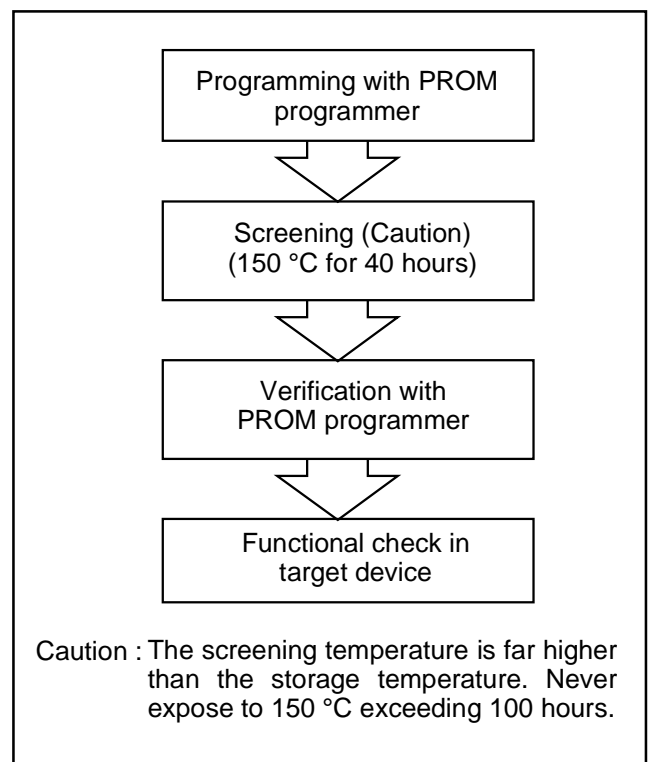 Programming with PROM
programmer
Screening (Caution)
(150 °C for 40 hours)
Verification with
PROM programmer
Functional check in
target device
Caution : The screening temperature is far higher
than the storage temperature. Never
expose to 150 °C exceeding 100 hours.